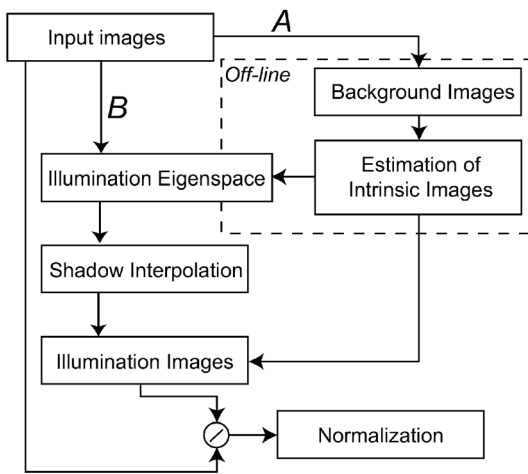 Input images
A
Off-line
Background Images
B
Estimation of
Intrinsic Images
Illumination Eigenspace
Shadow Interpolation
Illumination Images
Normalization